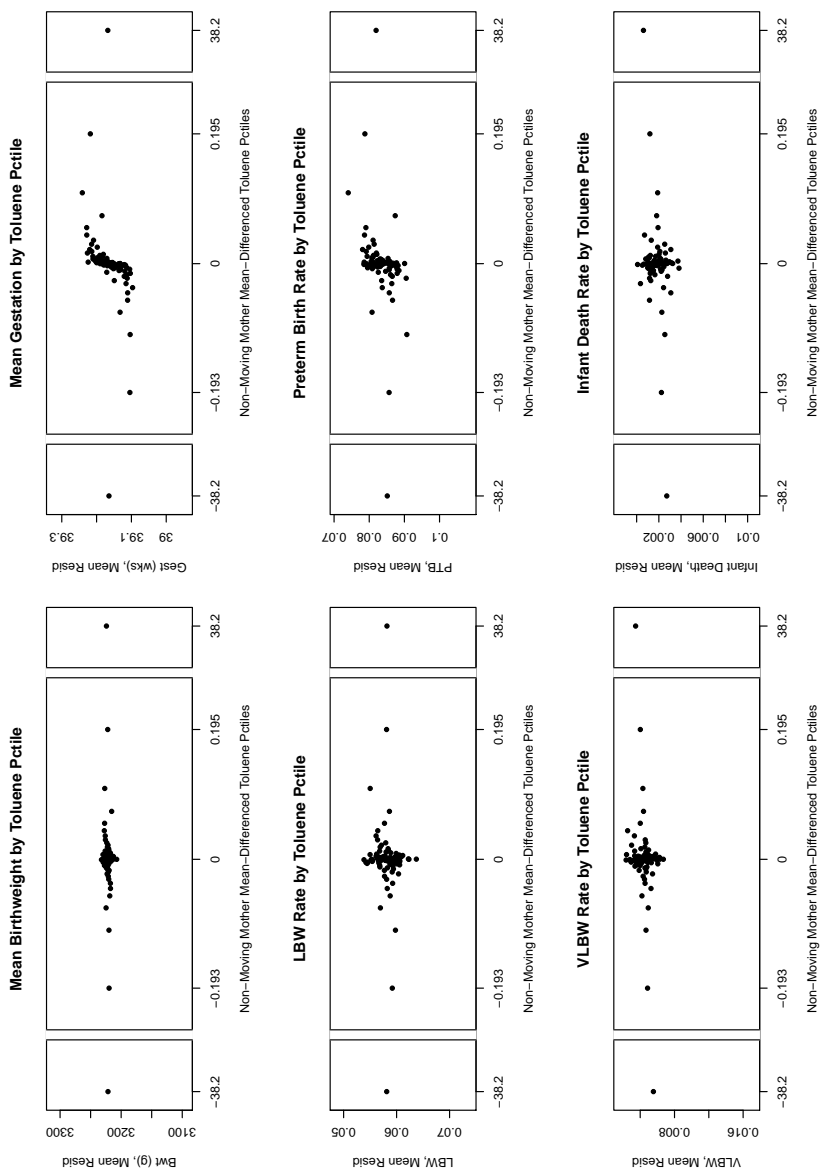 Mean Gestation by Toluene Pctile
Gest (wks), Mean Resid
39.3
39.1
39
−38.2
−0.193
0
0.195
38.2
Non−Moving Mother Mean−Differenced Toluene Pctiles
Preterm Birth Rate by Toluene Pctile
PTB, Mean Resid
0.07
0.08
0.09
0.1
−38.2
−0.193
0
0.195
38.2
Non−Moving Mother Mean−Differenced Toluene Pctiles
Infant Death Rate by Toluene Pctile
Infant Death, Mean Resid
0.002
0.006
0.01
−38.2
−0.193
0
0.195
38.2
Non−Moving Mother Mean−Differenced Toluene Pctiles
Mean Birthweight by Toluene Pctile
Bwt (g), Mean Resid
3300
3200
3100
−38.2
−0.193
0
0.195
38.2
Non−Moving Mother Mean−Differenced Toluene Pctiles
LBW Rate by Toluene Pctile
LBW, Mean Resid
0.05
0.06
0.07
−38.2
−0.193
0
0.195
38.2
Non−Moving Mother Mean−Differenced Toluene Pctiles
VLBW Rate by Toluene Pctile
VLBW, Mean Resid
0.008
0.016
−38.2
−0.193
0
0.195
38.2
Non−Moving Mother Mean−Differenced Toluene Pctiles